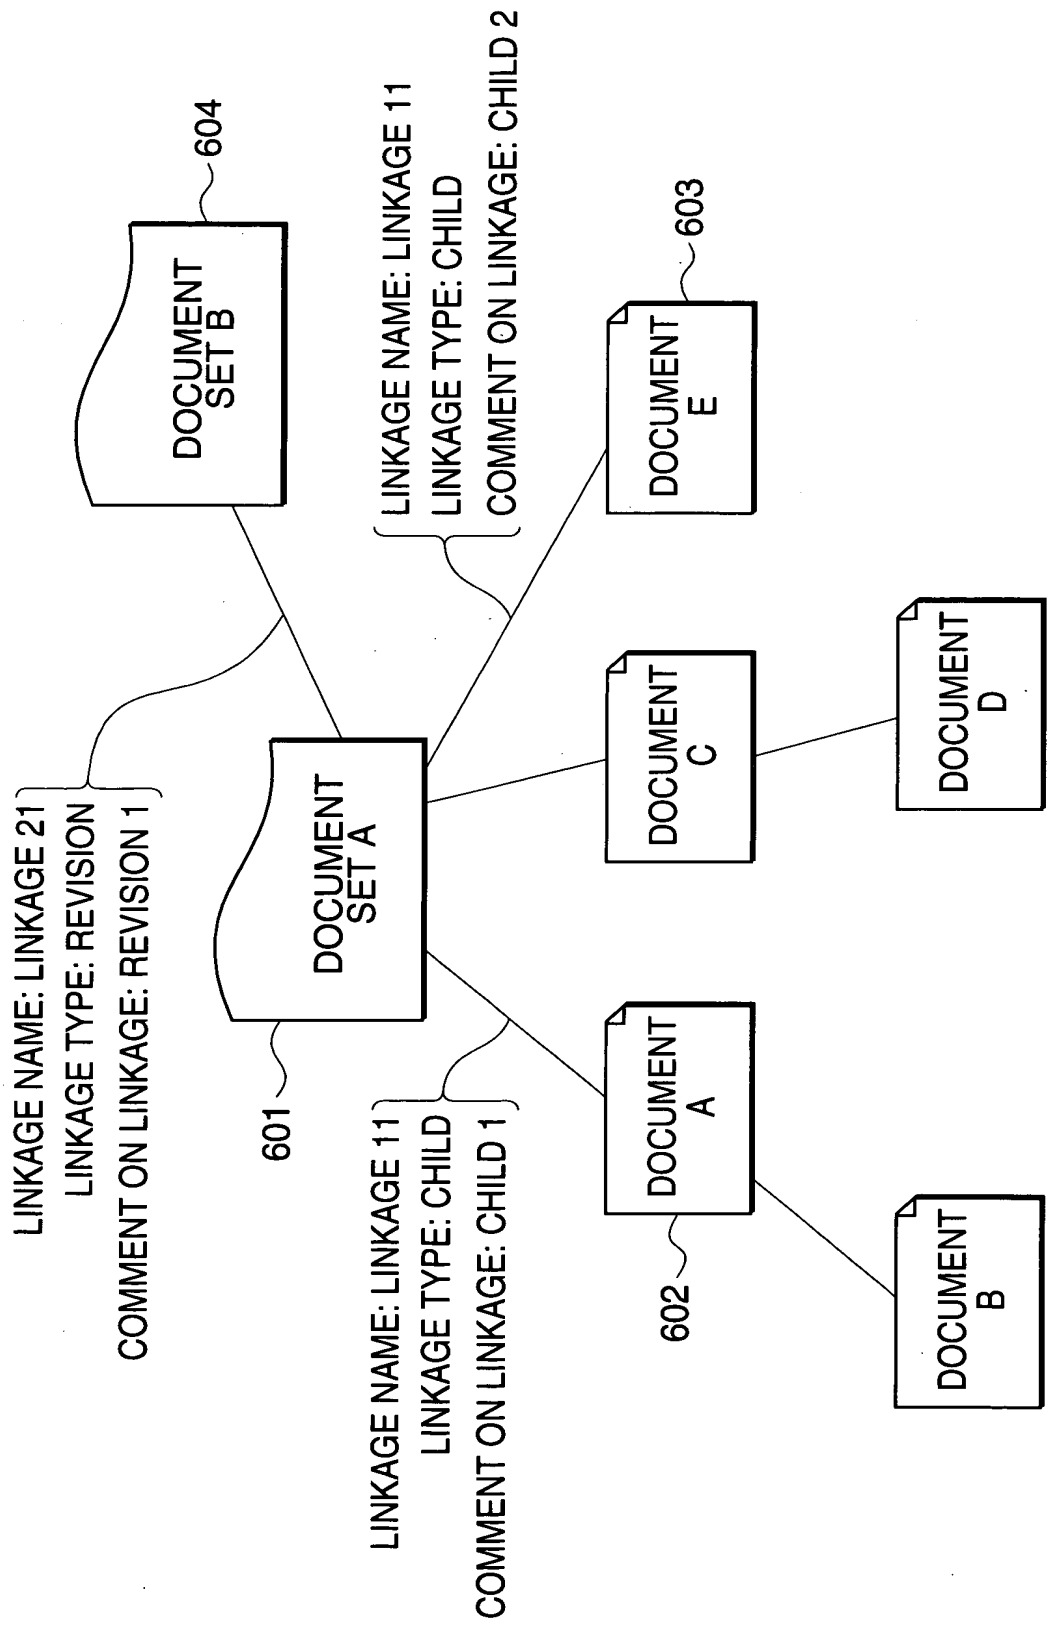 LINKAGE NAME: LINKAGE 21
LINKAGE TYPE: REVISION
COMMENT ON LINKAGE: REVISION 1
604
DOCUMENT
SET B
601
DOCUMENT
SET A
LINKAGE NAME: LINKAGE 11
LINKAGE TYPE: CHILD
COMMENT ON LINKAGE: CHILD 1
LINKAGE NAME: LINKAGE 11
LINKAGE TYPE: CHILD
COMMENT ON LINKAGE: CHILD 2
602
DOCUMENT
A
DOCUMENT
C
DOCUMENT
E
603
DOCUMENT
B
DOCUMENT
D